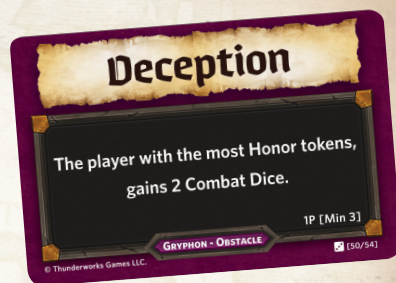 Deception
The player with the most Honor tokens,
gains 2 Combat Dice.
1P [Min 3]
GRYPHON - OBSTACLE
[50/54]
© Thunderworks Games LLC.